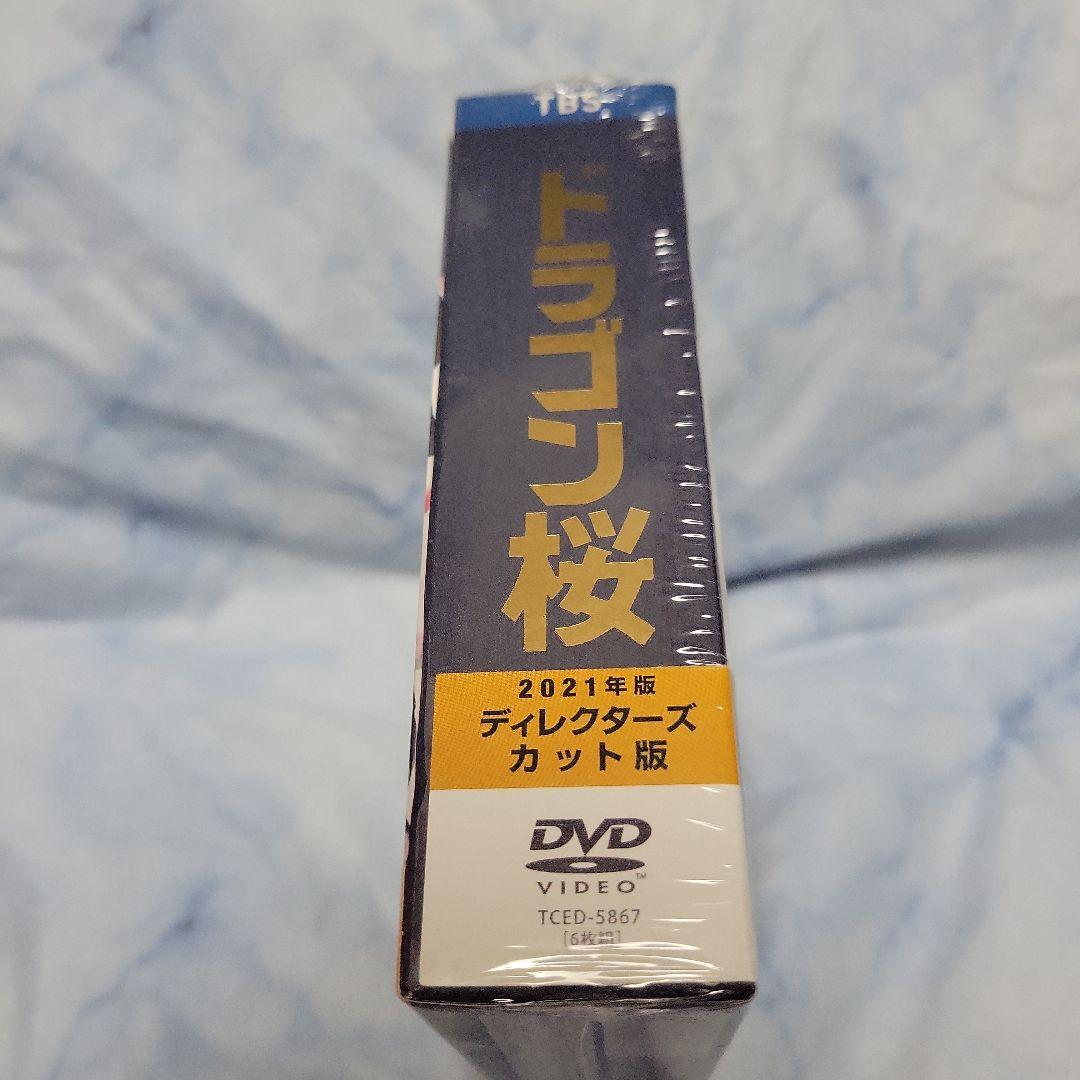 TBS
ドラゴン桜
2021年版
ディレクターズ
カット版
DVD
VIDEO™
TCED-5867
[6枚組]